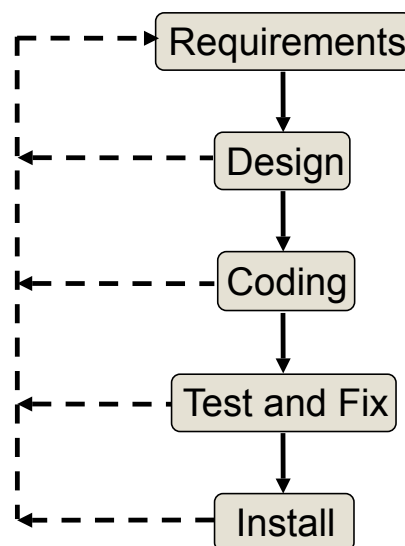 Requirements
Design
Coding
Test and Fix
Install